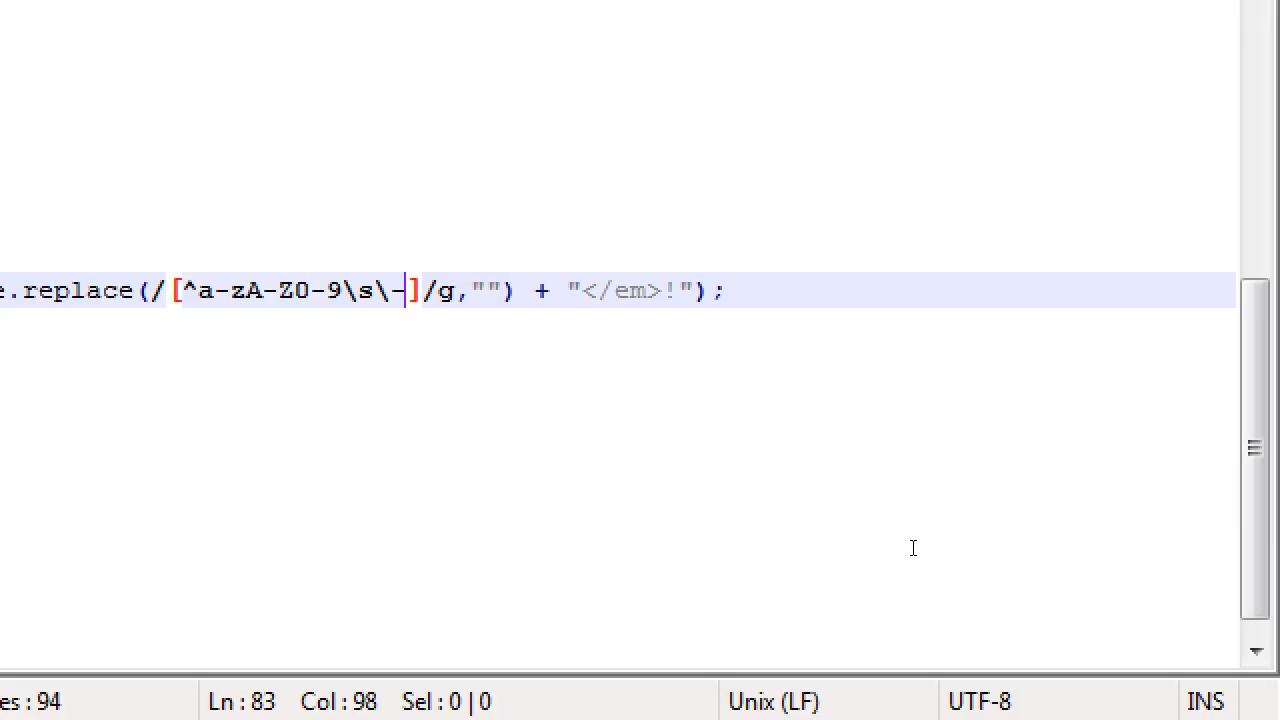 e.replace(/[^a-zA-Z0-9\s\-]/g,"") + "</em>!");
es : 94 Ln : 83 Col : 98 Sel : 0 | 0 Unix (LF) UTF-8 INS